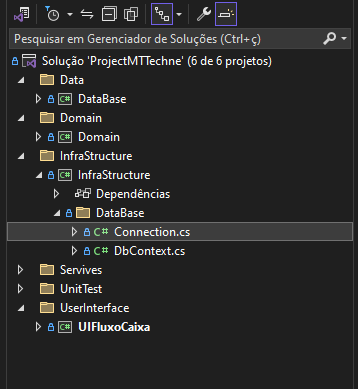 Pesquisar em Gerenciador de Soluções (Ctrl+ç)
Solução 'ProjectMTTechne' (6 de 6 projetos)
Data
C# DataBase
Domain
C# Domain
InfraStructure
C# InfraStructure
Dependências
DataBase
C# Connection.cs
C# DbContext.cs
Servives
UnitTest
UserInterface
C# UIFluxoCaixa